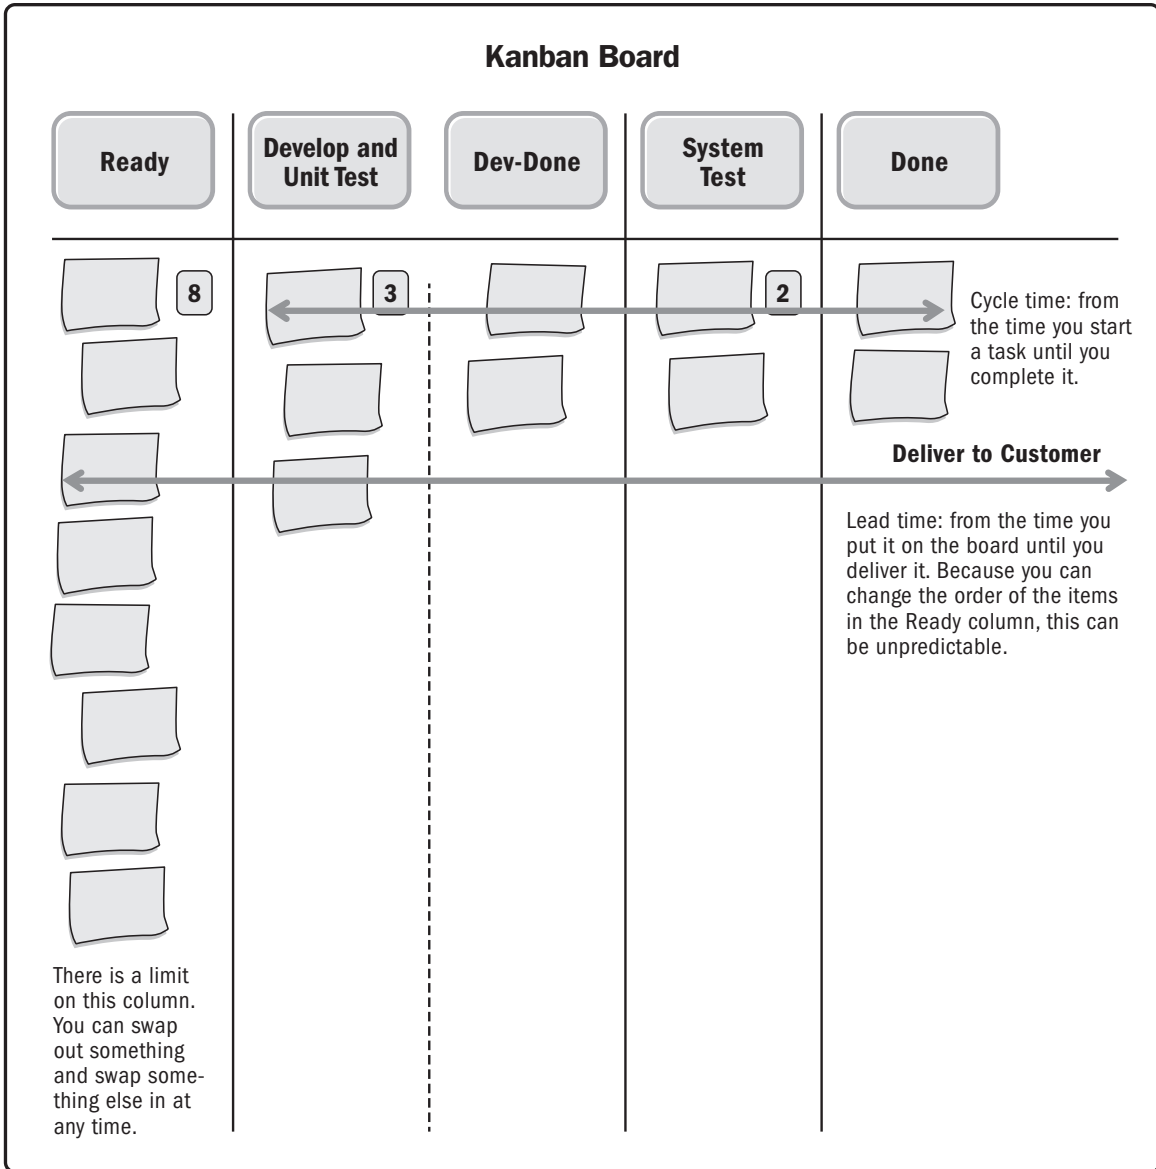 Kanban Board
Ready
Develop and
Unit Test
Dev-Done
System
Test
Done
8
3
2
Cycle time: from
the time you start
a task until you
complete it.
Deliver to Customer
Lead time: from the time you
put it on the board until you
deliver it. Because you can
change the order of the items
in the Ready column, this can
be unpredictable.
There is a limit
on this column.
You can swap
out something
and swap some-
thing else in at
any time.